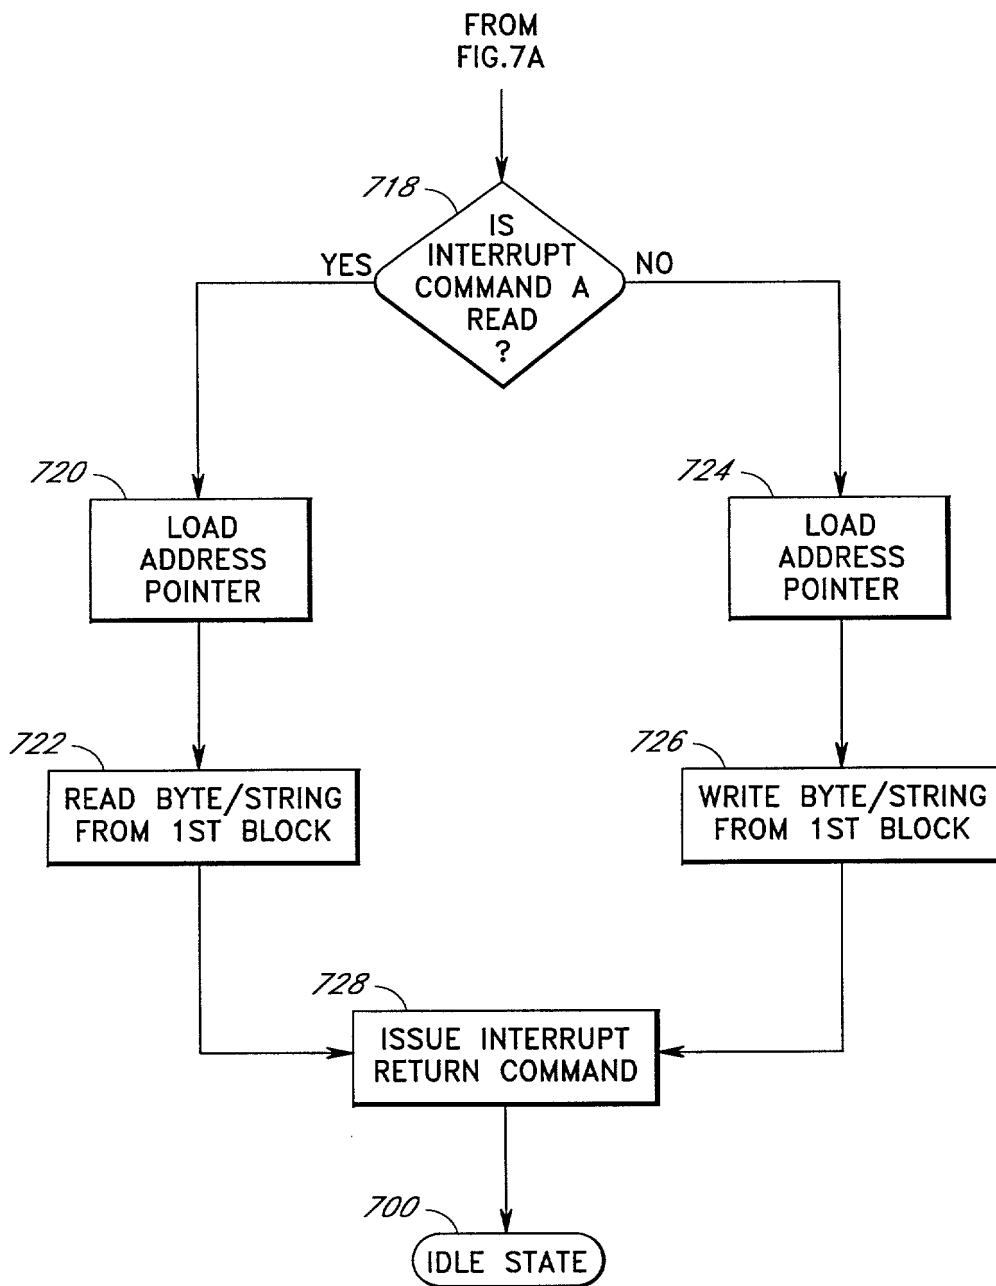 FROM
FIG.7A
718
IS
INTERRUPT
COMMAND A
READ
?
YES
NO
720
LOAD
ADDRESS
POINTER
724
LOAD
ADDRESS
POINTER
722
READ BYTE/STRING
FROM 1ST BLOCK
726
WRITE BYTE/STRING
FROM 1ST BLOCK
728
ISSUE INTERRUPT
RETURN COMMAND
700
IDLE STATE